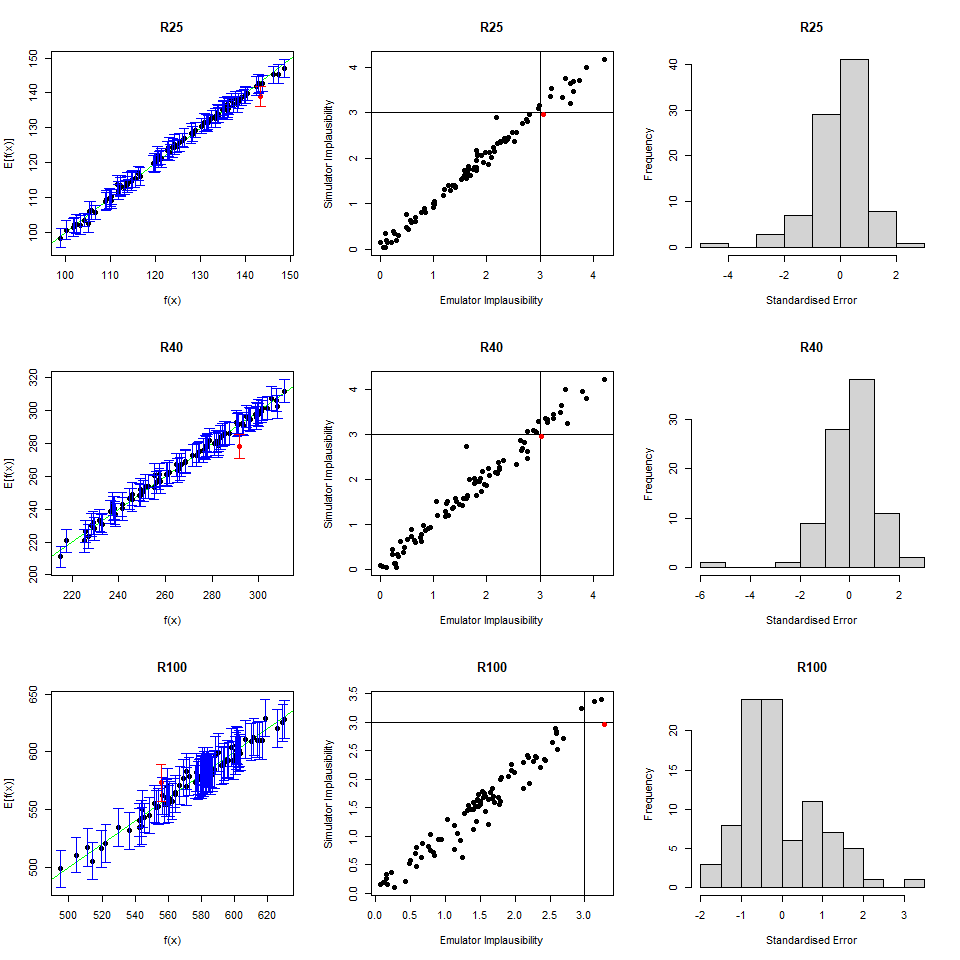 R25
R25
R25
150
140
130
120
110
100
E[f(x)]
100 110 120 130 140 150
f(x)
4
3
2
1
0
Simulator Implausibility
0 1 2 3 4
Emulator Implausibility
40
30
20
10
0
Frequency
-4 -2 0 2
Standardised Error
R40
R40
R40
320
300
280
260
240
220
200
E[f(x)]
220 240 260 280 300
f(x)
4
3
2
1
0
Simulator Implausibility
0 1 2 3 4
Emulator Implausibility
30
20
10
0
Frequency
-6 -4 -2 0 2
Standardised Error
R100
R100
R100
650
600
550
500
E[f(x)]
500 520 540 560 580 600 620
f(x)
3.5
3.0
2.5
2.0
1.5
1.0
0.5
0.0
Simulator Implausibility
0.0 0.5 1.0 1.5 2.0 2.5 3.0
Emulator Implausibility
20
15
10
5
0
Frequency
-2 -1 0 1 2 3
Standardised Error